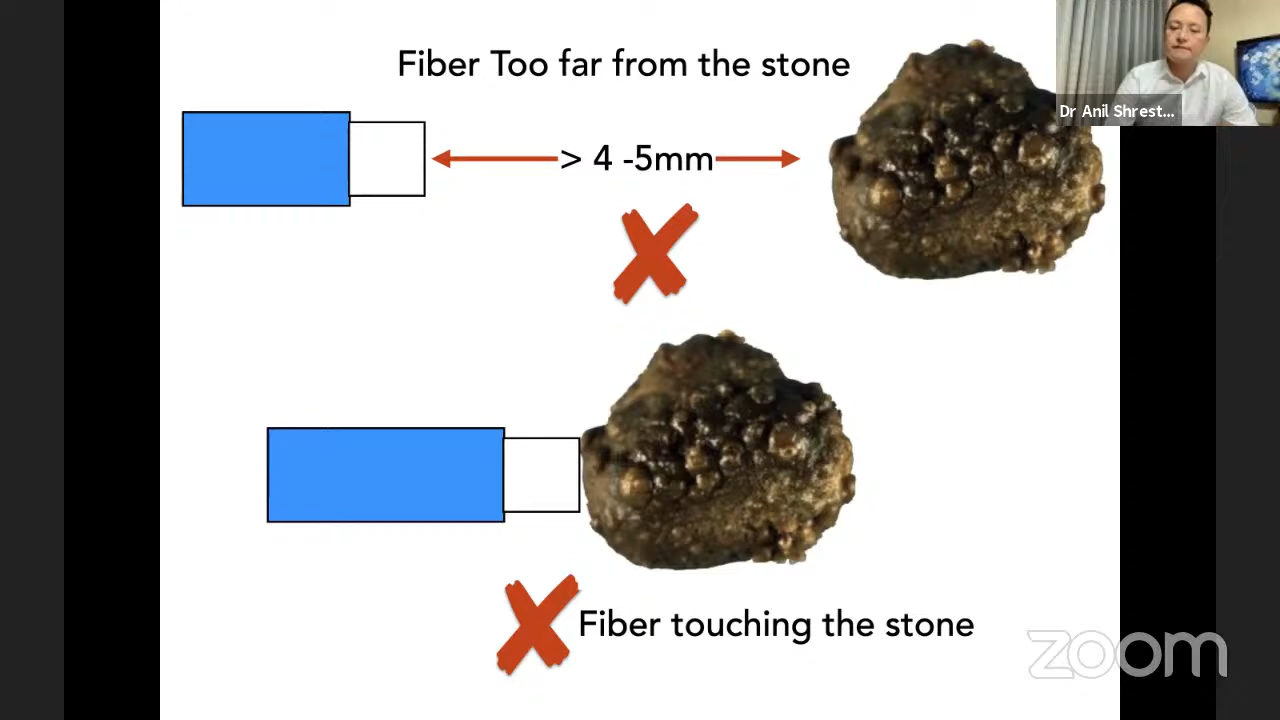 Fiber Too far from the stone
Dr Anil Shrest...
> 4 -5mm
Fiber touching the stone
zoom